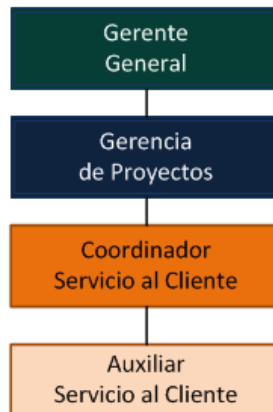 Gerente
General
Gerencia
de Proyectos
Coordinador
Servicio al Cliente
Auxiliar
Servicio al Cliente